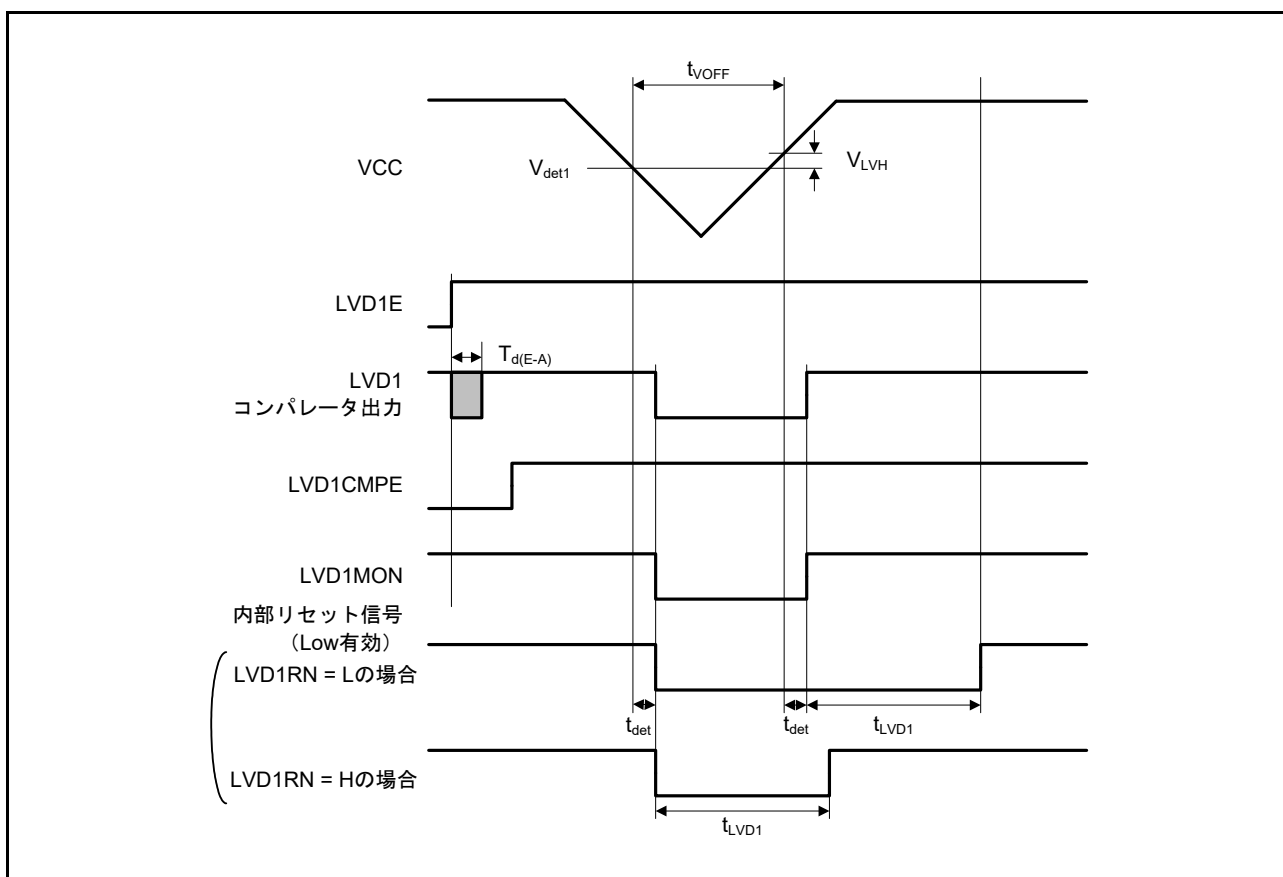 tVOFF
VCC
Vdet1
VLVH
LVD1E
Td(E-A)
LVD1
コンパレータ出力
LVD1CMPE
LVD1MON
内部リセット信号
（Low有効）
LVD1RN = Lの場合
tdet
tdet
tLVD1
LVD1RN = Hの場合
tLVD1